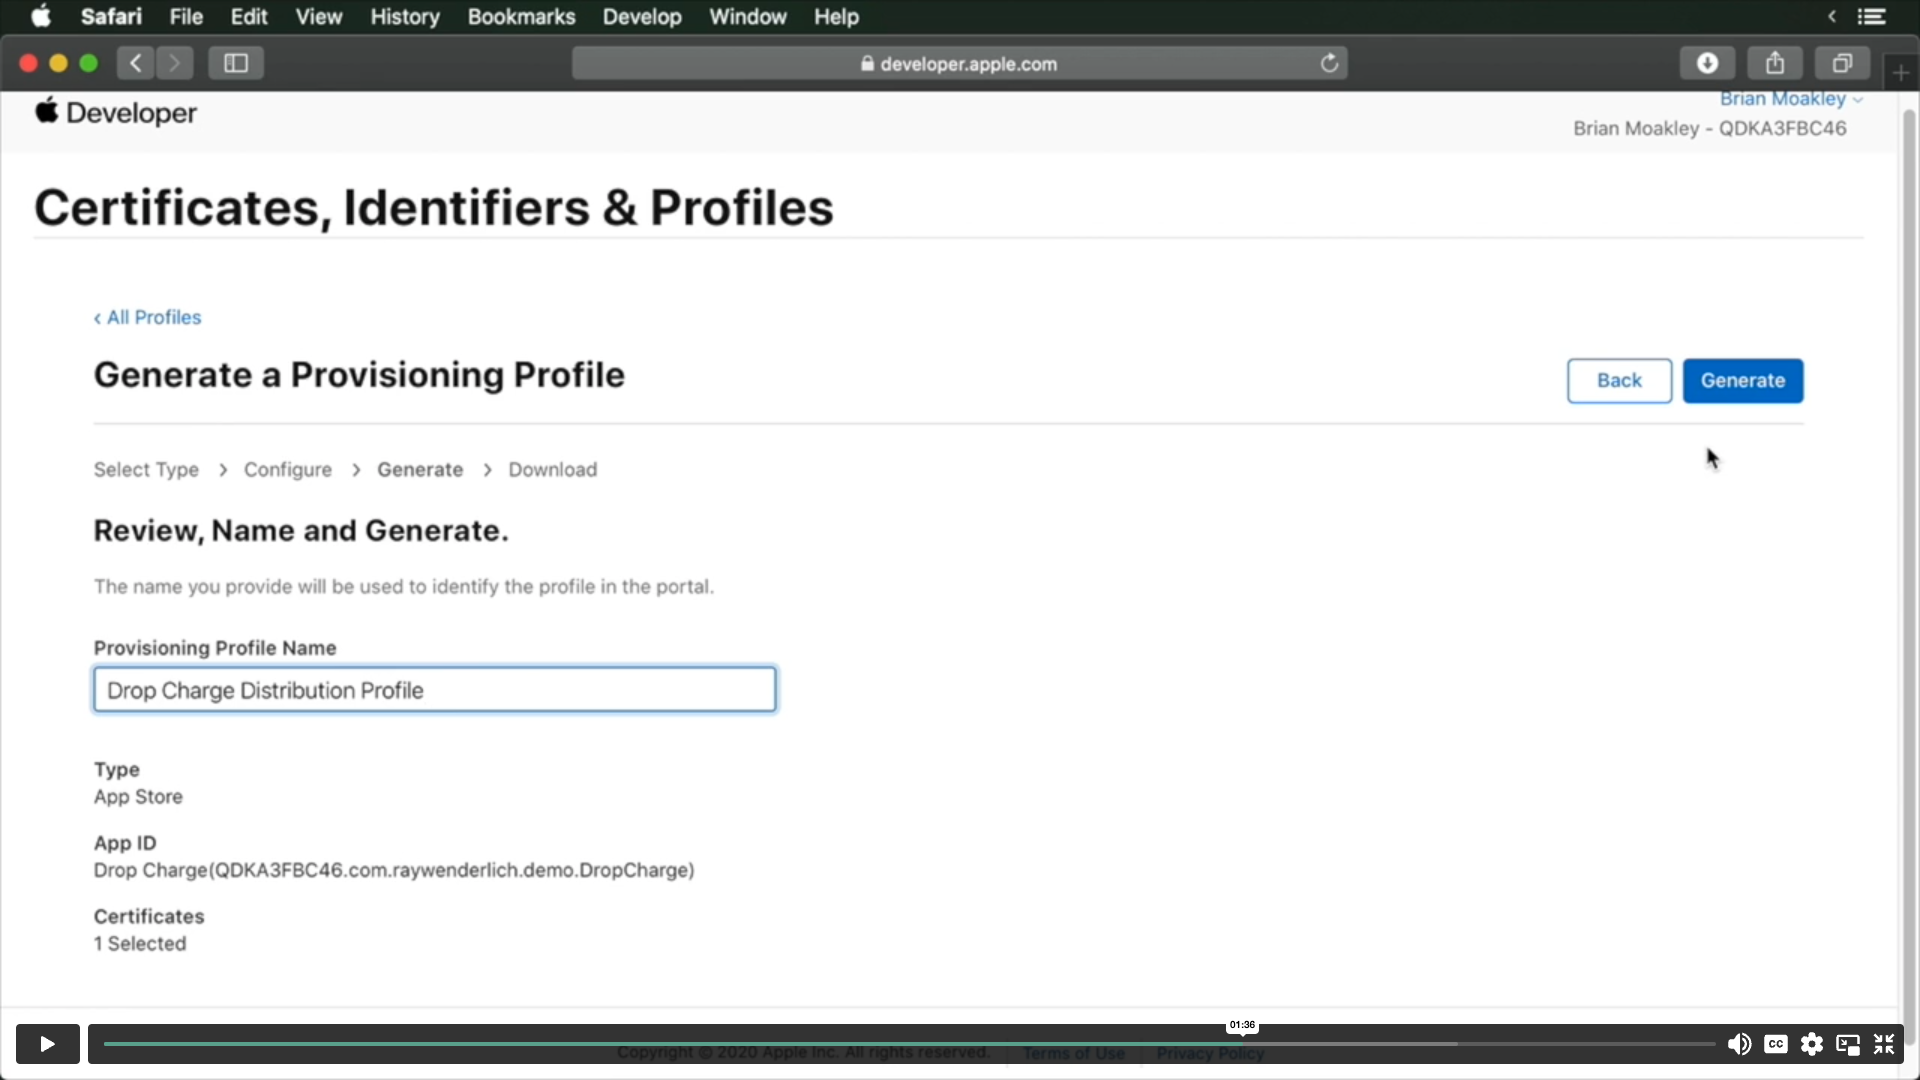 Safari File Edit View History Bookmarks Develop Window Help
developer.apple.com
Developer
Brian Moakley
Brian Moakley - QDKA3FBC46
Certificates, Identifiers & Profiles
‹ All Profiles
Generate a Provisioning Profile
Back
Generate
Select Type > Configure > Generate > Download
Review, Name and Generate.
The name you provide will be used to identify the profile in the portal.
Provisioning Profile Name
Drop Charge Distribution Profile
Type
App Store
App ID
Drop Charge(QDKA3FBC46.com.raywenderlich.demo.DropCharge)
Certificates
1 Selected
01:36
CC
Copyright © 2020 Apple Inc. All rights reserved. Terms of Use Privacy Policy